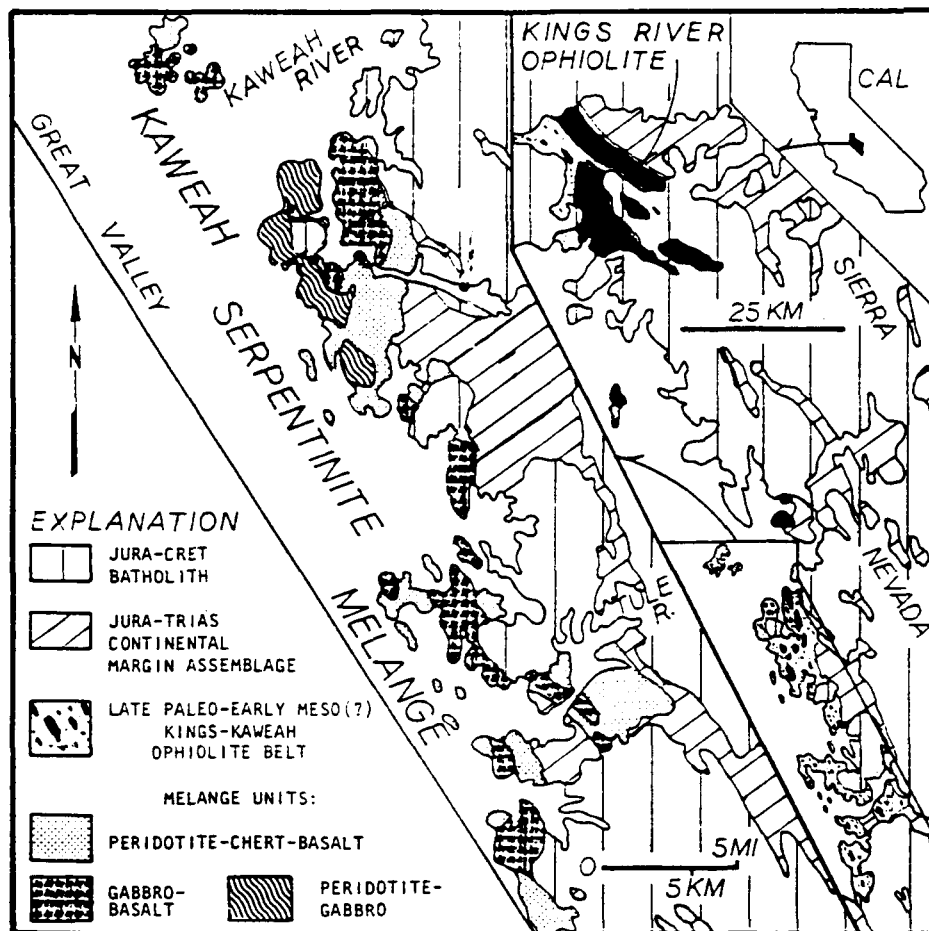 KINGS RIVER
OPHIOLITE
CAL
KAWEAH
RIVER
GREAT
VALLEY
KAWEAH
SERPENTINITE
MELANGE
N
25 KM
SIERRA
NEVADA
E.
R.
EXPLANATION
JURA-CRET
BATHOLITH
JURA-TRIAS
CONTINENTAL
MARGIN ASSEMBLAGE
LATE PALEO-EARLY MESO(?)
KINGS-KAWEAH
OPHIOLITE BELT
MELANGE UNITS:
PERIDOTITE-CHERT-BASALT
GABBRO-
BASALT
PERIDOTITE-
GABBRO
5MI
5 KM